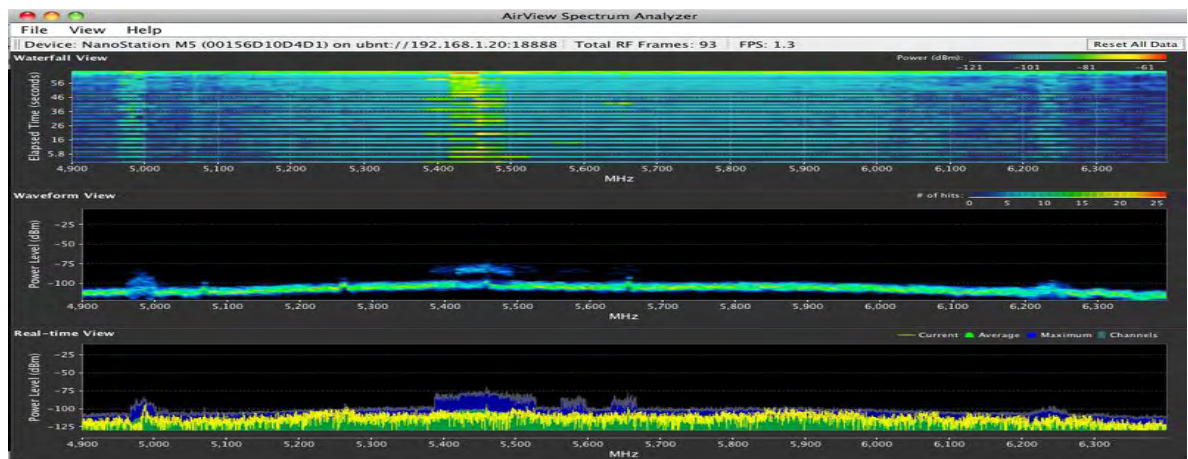 AirView Spectrum Analyzer
File View Help
Device: NanoStation M5 (00156D10D4D1) on ubnt://192.168.1.20:18888 Total RF Frames: 93 FPS: 1.3 Reset All Data
Waterfall View Power (dBm): -121 -101 -81 -61
Elapsed Time (seconds)
56
46
36
26
16
5.8
4,900 5,000 5,100 5,200 5,300 5,400 5,500 5,600 5,700 5,800 5,900 6,000 6,100 6,200 6,300
MHz
Waveform View # of hits: 0 5 10 15 20 25
Power Level (dBm)
-25
-50
-75
-100
4,900 5,000 5,100 5,200 5,300 5,400 5,500 5,600 5,700 5,800 5,900 6,000 6,100 6,200 6,300
MHz
Real-time View Current Average Maximum Channels
Power Level (dBm)
-25
-50
-75
-100
-125
4,900 5,000 5,100 5,200 5,300 5,400 5,500 5,600 5,700 5,800 5,900 6,000 6,100 6,200 6,300
MHz